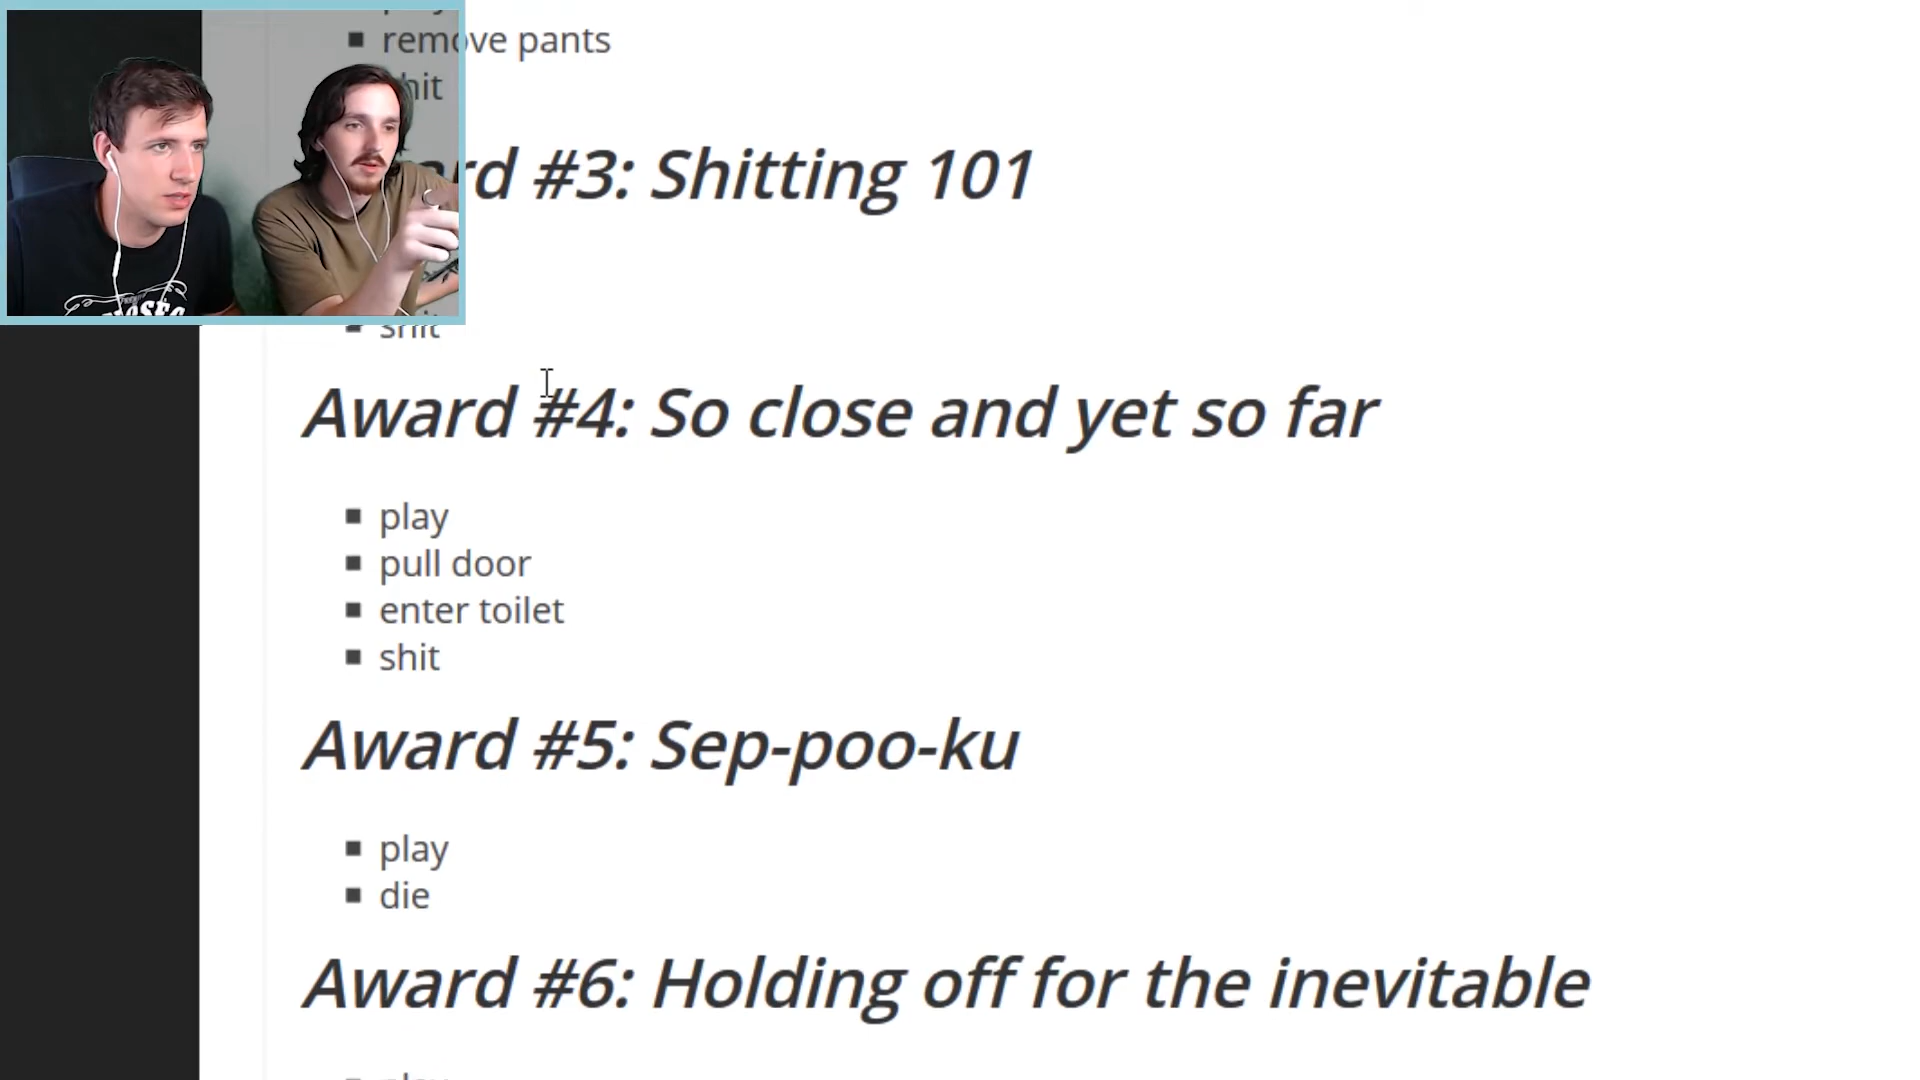 remove pants
#3: Shitting 101
shit
Award #4: So close and yet so far
play
pull door
enter toilet
shit
Award #5: Sep-poo-ku
play
die
Award #6: Holding off for the inevitable